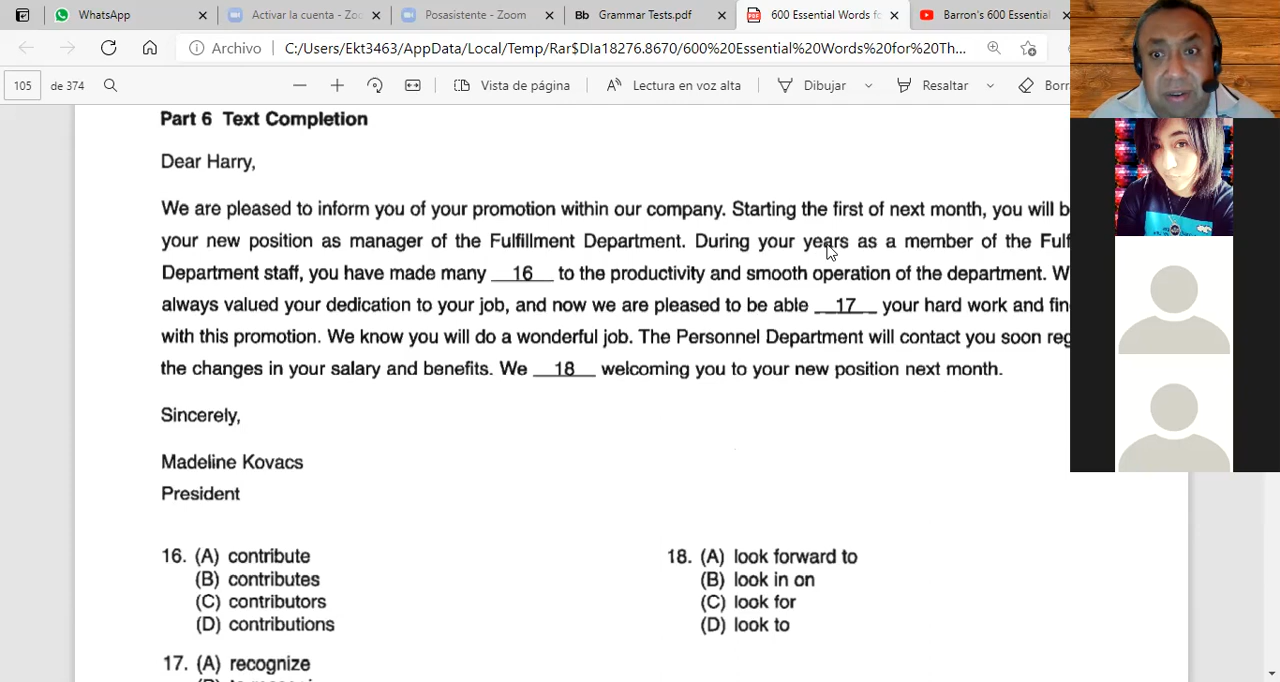 WhatsApp
Activar la cuenta - Zoo
Posasistente - Zoom
Bb Grammar Tests.pdf
PDF 600 Essential Words fo
Barron's 600 Essential
Archivo C:/Users/Ekt3463/AppData/Local/Temp/Rar$DIa18276.8670/600%20Essential%20Words%20for%20Th...
105 de 374 Vista de página Lectura en voz alta Dibujar Resaltar Bor
Part 6 Text Completion
Dear Harry,
We are pleased to inform you of your promotion within our company. Starting the first of next month, you will b
your new position as manager of the Fulfillment Department. During your years as a member of the Fulf
Department staff, you have made many 16 to the productivity and smooth operation of the department. W
always valued your dedication to your job, and now we are pleased to be able 17 your hard work and fin
with this promotion. We know you will do a wonderful job. The Personnel Department will contact you soon reg
the changes in your salary and benefits. We 18 welcoming you to your new position next month.
Sincerely,
Madeline Kovacs
President
16. (A) contribute
(B) contributes
(C) contributors
(D) contributions
17. (A) recognize
18. (A) look forward to
(B) look in on
(C) look for
(D) look to